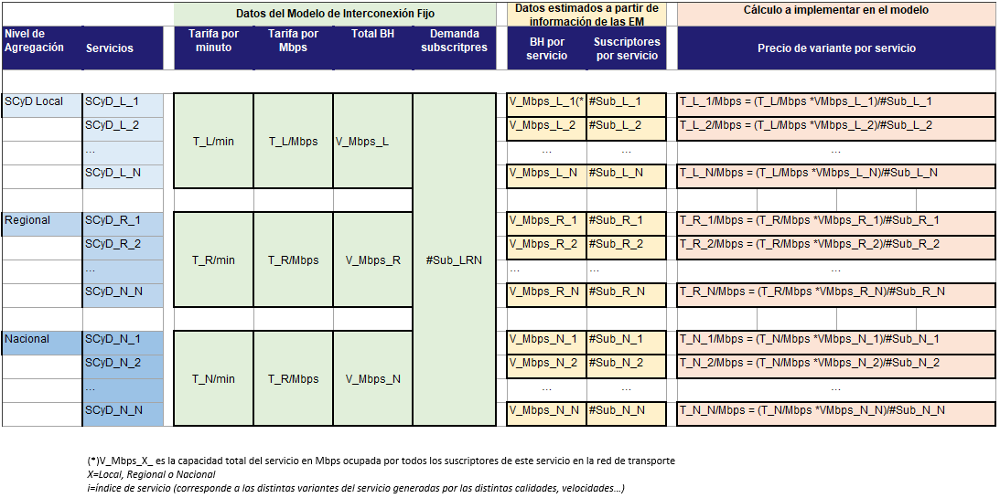 Datos del Modelo de Interconexión Fijo
Datos estimados a partir de
información de las EM
Cálculo a implementar en el modelo
Nivel de
Agregación
Servicios
Tarifa por
minuto
Tarifa por
Mbps
Total BH
Demanda
subscritpres
BH por
servicio
Suscriptores
por servicio
Precio de variante por servicio
SCyD Local
SCyD_L_1
V_Mbps_L_1(*
#Sub_L_1
T_L_1/Mbps = (T_L/Mbps *VMbps_L_1)/#Sub_L_1
SCyD_L_2
V_Mbps_L_2
#Sub_L_2
T_L_2/Mbps = (T_L/Mbps *VMbps_L_2)/#Sub_L_2
T_L/min
T_L/Mbps
V_Mbps_L
...
...
...
...
SCyD_L_N
V_Mbps_L_N
#Sub_L_N
T_L_N/Mbps = (T_L/Mbps *VMbps_L_N)/#Sub_L_N
Regional
SCyD_R_1
V_Mbps_R_1
#Sub_R_1
T_R_1/Mbps = (T_R/Mbps *VMbps_R_1)/#Sub_R_1
SCyD_R_2
V_Mbps_R_2
#Sub_R_2
T_R_2/Mbps = (T_R/Mbps *VMbps_R_2)/#Sub_R_2
T_R/min
T_R/Mbps
V_Mbps_R
#Sub_LRN
...
...
...
...
SCyD_N_N
V_Mbps_R_N
#Sub_R_N
T_R_N/Mbps = (T_R/Mbps *VMbps_R_N)/#Sub_R_N
Nacional
SCyD_N_1
V_Mbps_N_1
#Sub_N_1
T_N_1/Mbps = (T_N/Mbps *VMbps_N_1)/#Sub_N_1
SCyD_N_2
V_Mbps_N_2
#Sub_N_2
T_N_2/Mbps = (T_N/Mbps *VMbps_N_2)/#Sub_N_2
T_N/min
T_R/Mbps
V_Mbps_N
...
...
...
...
SCyD_N_N
V_Mbps_N_N
#Sub_N_N
T_N_N/Mbps = (T_N/Mbps *VMbps_N_N)/#Sub_N_N
(*)V_Mbps_X_ es la capacidad total del servicio en Mbps ocupada por todos los suscriptores de este servicio en la red de transporte
X=Local, Regional o Nacional
i=índice de servicio (corresponde a las distintas variantes del servicio generadas por las distintas calidades, velocidades...)